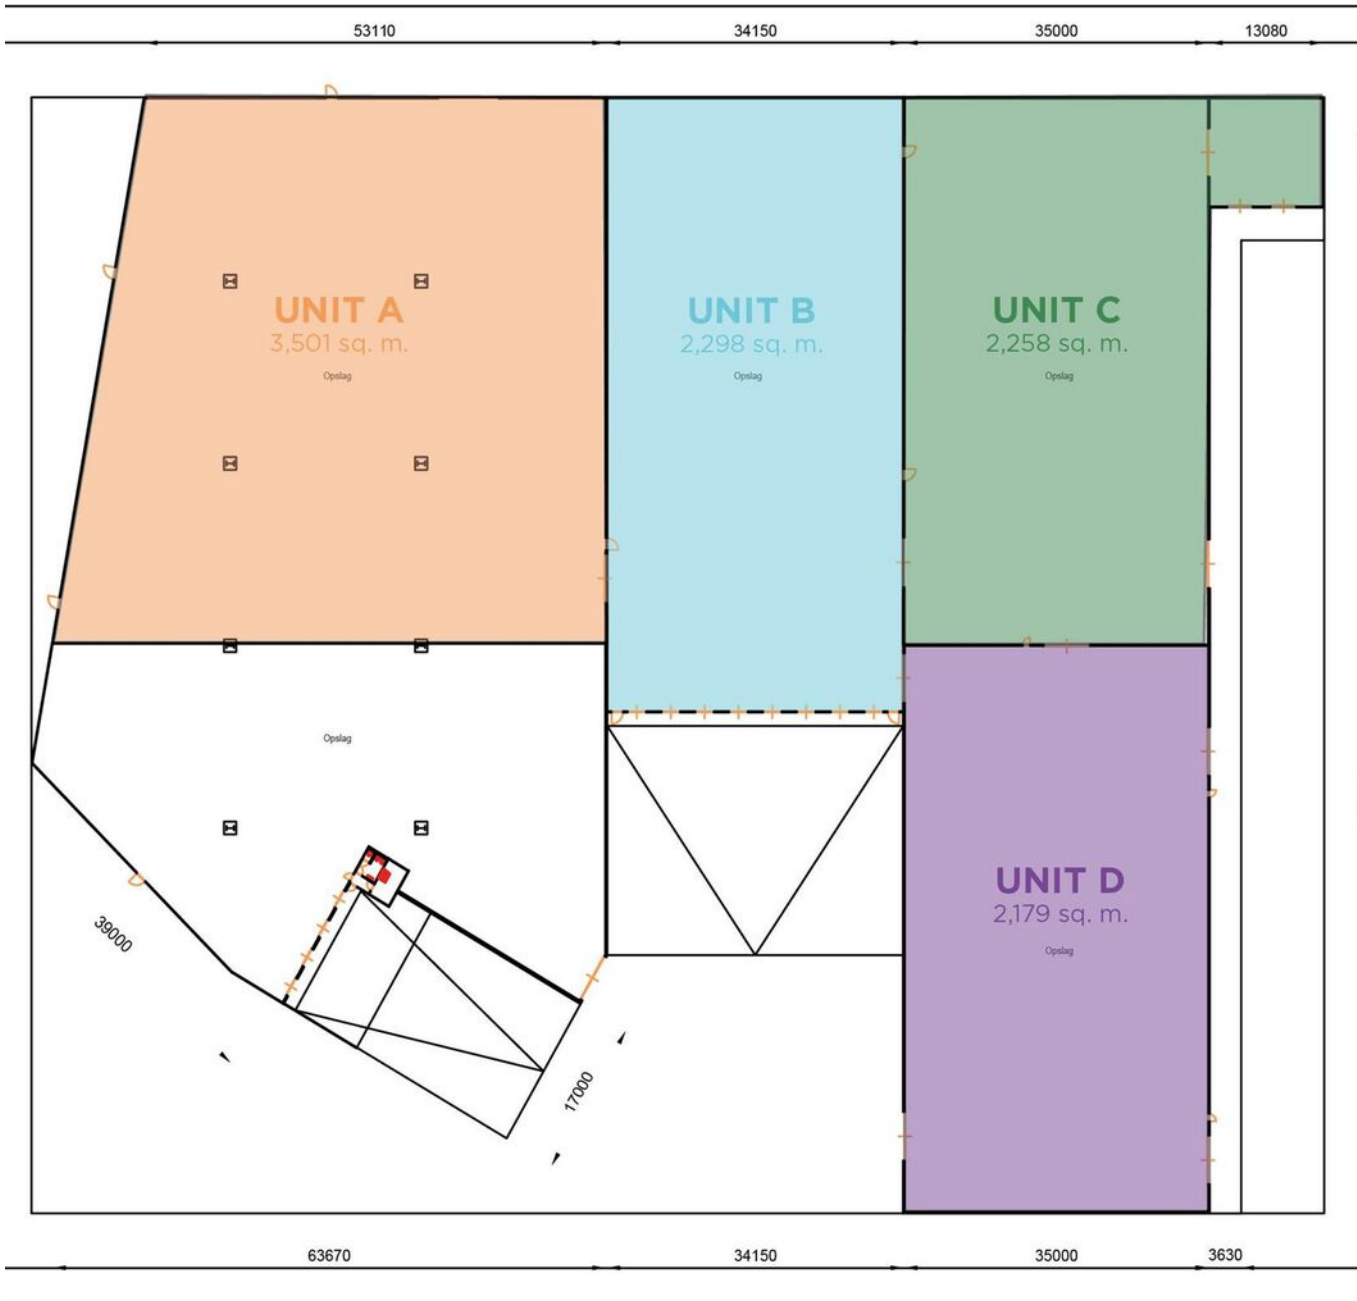 53110
34150
35000
13080
UNIT A
3,501 sq. m.
Opslag
UNIT B
2,298 sq. m.
Opslag
UNIT C
2,258 sq. m.
Opslag
Opslag
UNIT D
2,179 sq. m.
Opslag
39000
17000
63670
34150
35000
3630